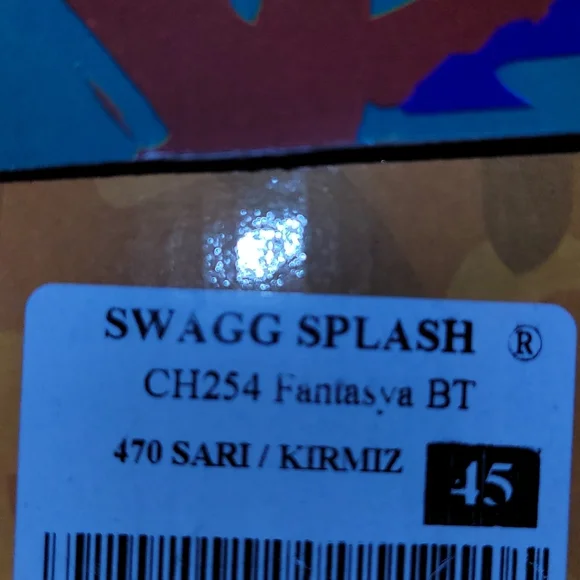 SWAGG SPLASH ®
CH254 Fantasya BT
470 SARI / KIRMIZ 45